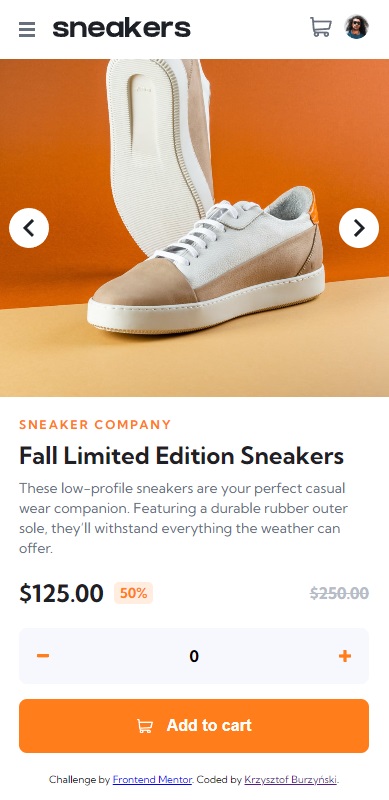 sneakers
SNEAKER COMPANY
Fall Limited Edition Sneakers
These low-profile sneakers are your perfect casual
wear companion. Featuring a durable rubber outer
sole, they'll withstand everything the weather can
offer.
$125.00 50% $250.00
0
Add to cart
Challenge by Frontend Mentor. Coded by Krzysztof Burzyński.